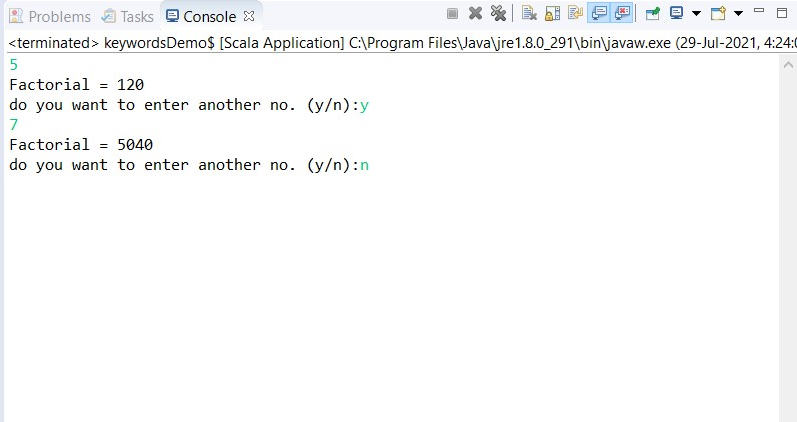 Problems Tasks Console
<terminated> keywordsDemo$ [Scala Application] C:\Program Files\Java\jre1.8.0_291\bin\javaw.exe (29-Jul-2021, 4:24:0
5
Factorial = 120
do you want to enter another no. (y/n):y
7
Factorial = 5040
do you want to enter another no. (y/n):n